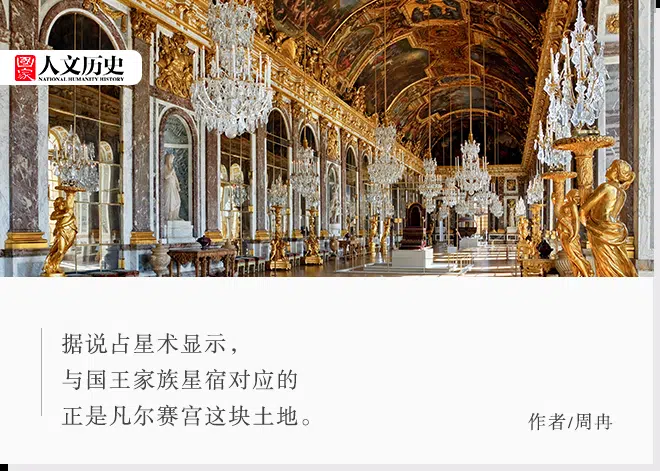 國家
人文历史
NATIONAL HUMANITY HISTORY
据说占星术显示，
与国王家族星宿对应的
正是凡尔赛宫这块土地。
作者/周冉